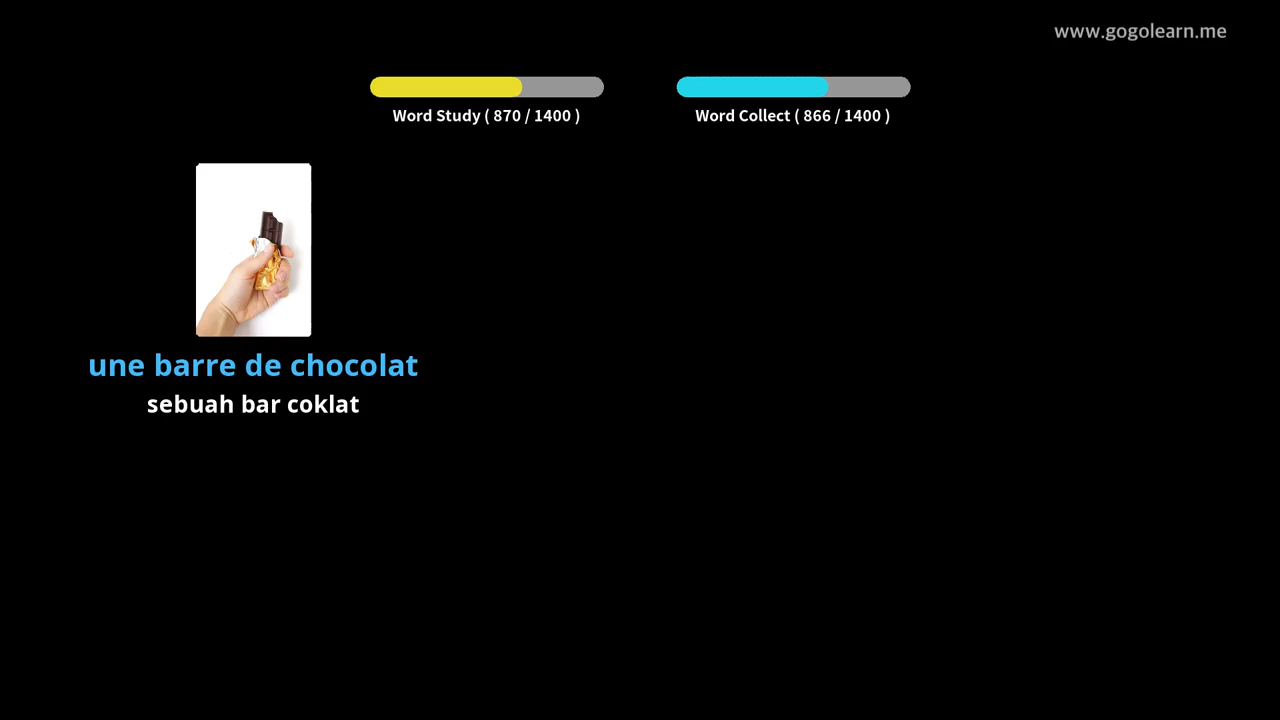 www.gogolearn.me
Word Study ( 870 / 1400 )
Word Collect ( 866 / 1400 )
une barre de chocolat
sebuah bar coklat